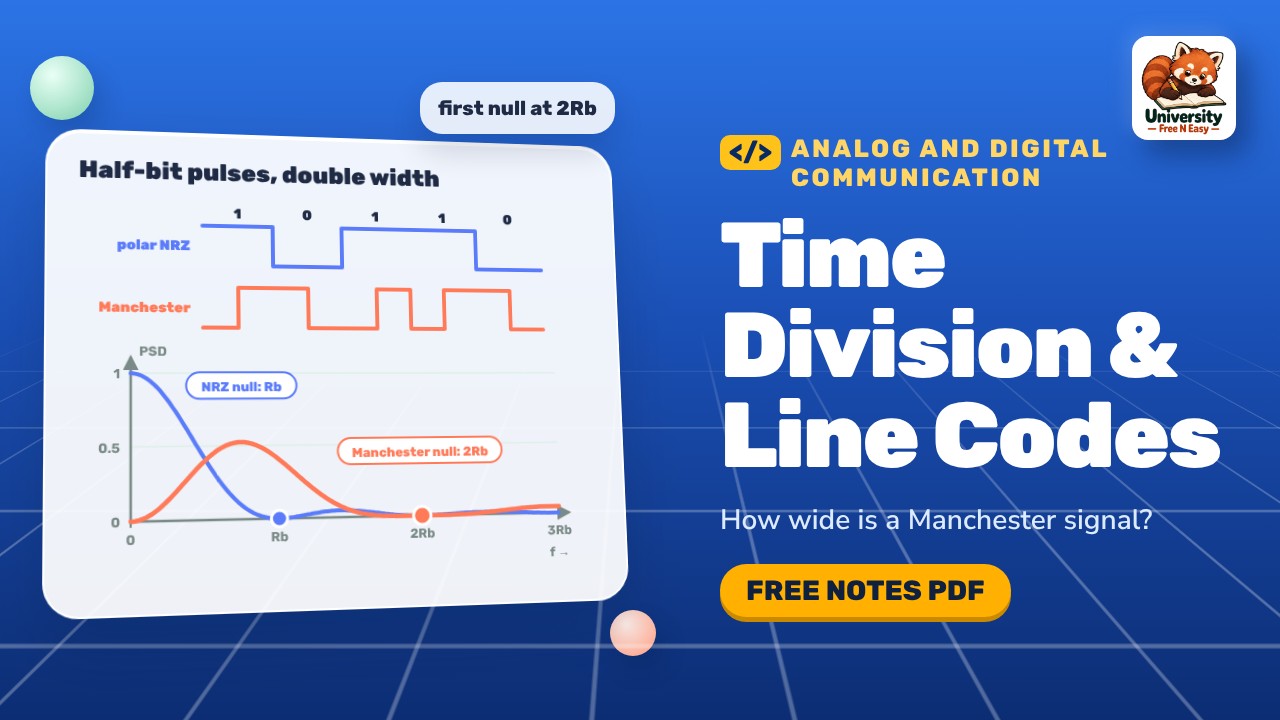 first null at 2Rb
Half-bit pulses, double width
1 0 1 1 0
polar NRZ
Manchester
PSD
1
NRZ null: Rb
0.5
Manchester null: 2Rb
0
0 Rb 2Rb 3Rb
f →
University
Free N Easy
</> ANALOG AND DIGITAL
COMMUNICATION
Time
Division &
Line Codes
How wide is a Manchester signal?
FREE NOTES PDF